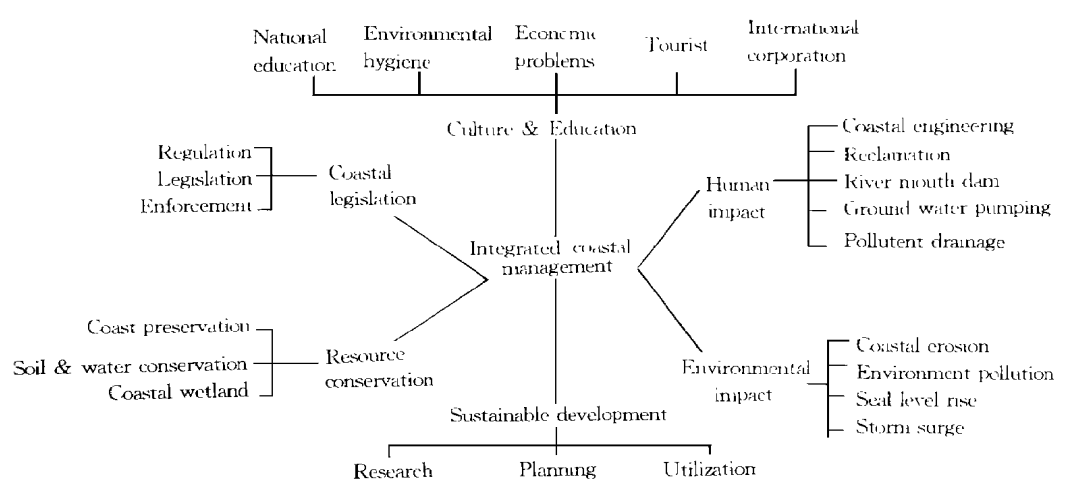 National
education
Environmental
hygiene
Economic
problems
Tourist
International
corporation
Culture & Education
Regulation
Legislation
Enforcement
Coastal
legislation
Human
impact
Coastal engineering
Reclamation
River mouth dam
Ground water pumping
Pollutent drainage
Integrated coastal
management
Coast preservation
Soil & water conservation
Coastal wetland
Resource
conservation
Environmental
impact
Coastal erosion
Environment pollution
Seal level rise
Storm surge
Sustainable development
Research
Planning
Utilization